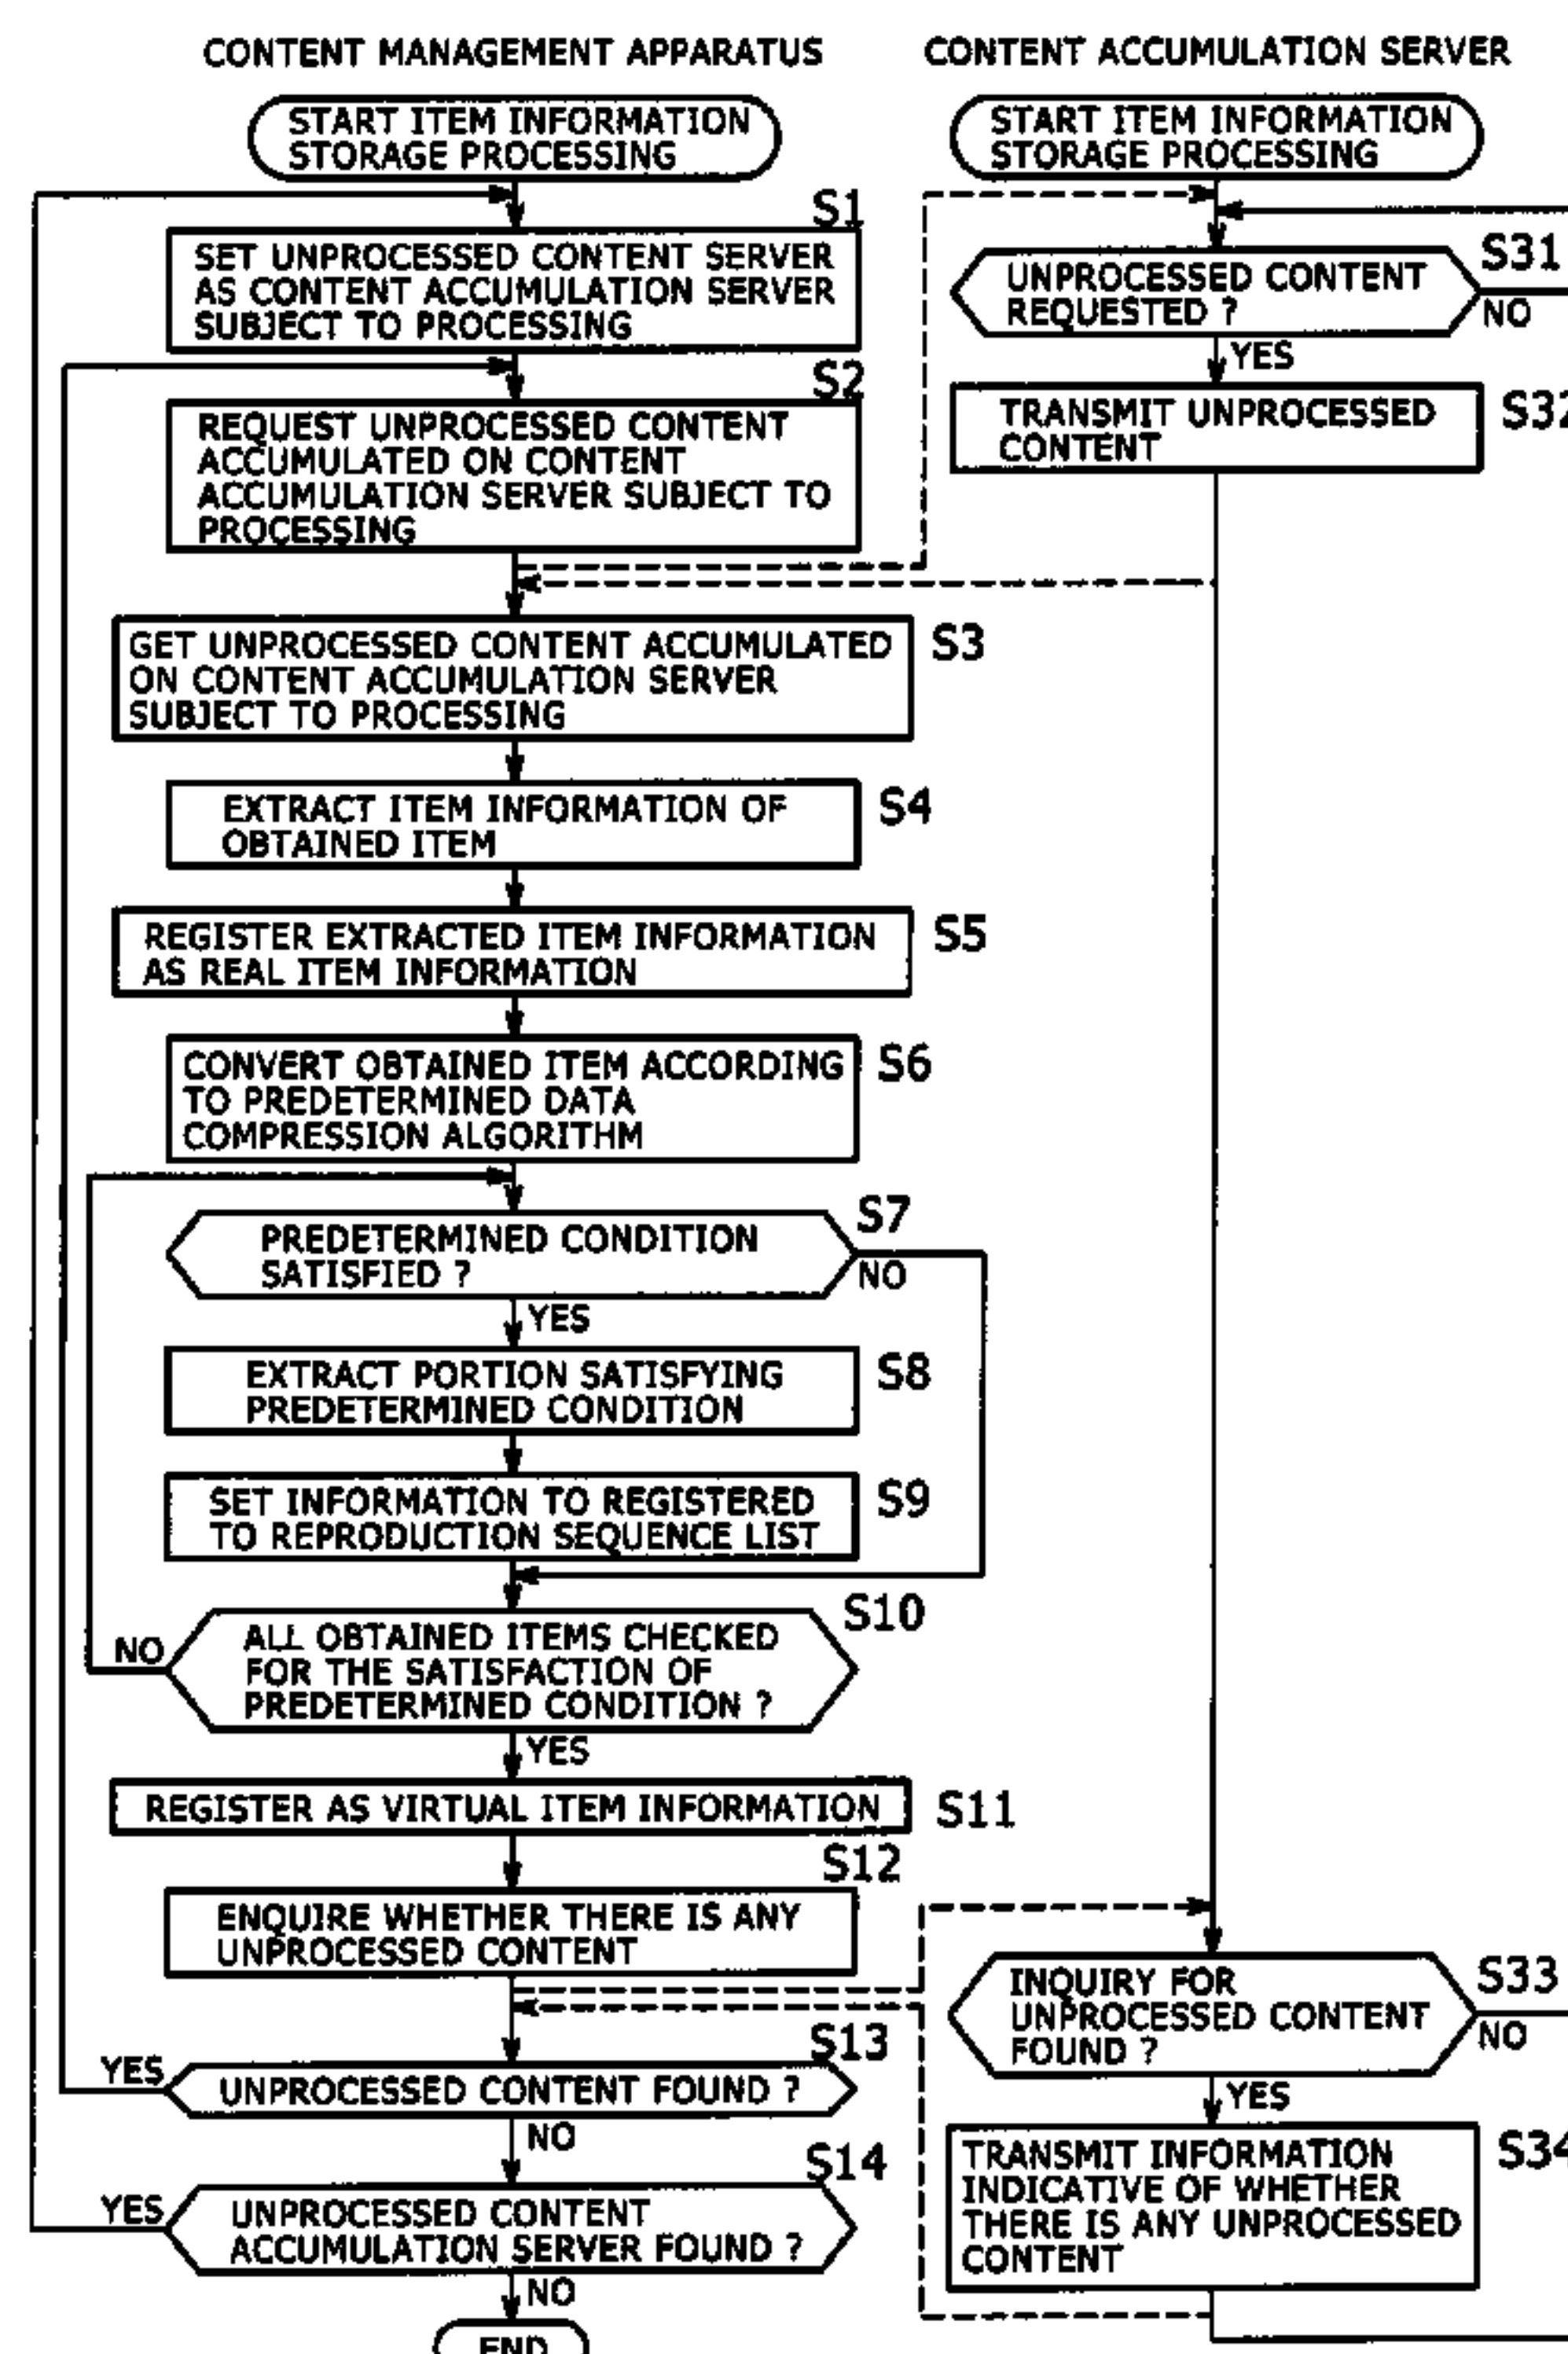 CONTENT MANAGEMENT APPARATUS
START ITEM INFORMATION
STORAGE PROCESSING
S1
SET UNPROCESSED CONTENT SERVER
AS CONTENT ACCUMULATION SERVER
SUBJECT TO PROCESSING
S2
REQUEST UNPROCESSED CONTENT
ACCUMULATED ON CONTENT
ACCUMULATION SERVER SUBJECT TO
PROCESSING
GET UNPROCESSED CONTENT ACCUMULATED
ON CONTENT ACCUMULATION SERVER
SUBJECT TO PROCESSING
S3
EXTRACT ITEM INFORMATION OF
OBTAINED ITEM
S4
REGISTER EXTRACTED ITEM INFORMATION
AS REAL ITEM INFORMATION
S5
CONVERT OBTAINED ITEM ACCORDING
TO PREDETERMINED DATA
COMPRESSION ALGORITHM
S6
PREDETERMINED CONDITION
SATISFIED ?
S7
NO
YES
EXTRACT PORTION SATISFYING
PREDETERMINED CONDITION
S8
SET INFORMATION TO REGISTERED
TO REPRODUCTION SEQUENCE LIST
S9
S10
ALL OBTAINED ITEMS CHECKED
FOR THE SATISFACTION OF
PREDETERMINED CONDITION ?
NO
YES
REGISTER AS VIRTUAL ITEM INFORMATION
S11
S12
ENQUIRE WHETHER THERE IS ANY
UNPROCESSED CONTENT
S13
YES
UNPROCESSED CONTENT FOUND ?
NO
S14
YES
UNPROCESSED CONTENT
ACCUMULATION SERVER FOUND ?
NO
END
CONTENT ACCUMULATION SERVER
START ITEM INFORMATION
STORAGE PROCESSING
UNPROCESSED CONTENT
REQUESTED ?
S31
NO
YES
TRANSMIT UNPROCESSED
CONTENT
S32
INQUIRY FOR
UNPROCESSED CONTENT
FOUND ?
S33
NO
YES
TRANSMIT INFORMATION
INDICATIVE OF WHETHER
THERE IS ANY UNPROCESSED
CONTENT
S34